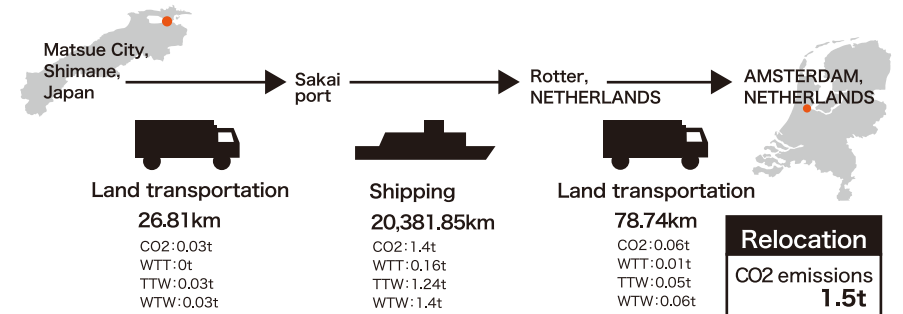 Matsue City,
Shimane,
Japan
Sakai
port
Rotter,
NETHERLANDS
AMSTERDAM,
NETHERLANDS
Land transportation
26.81km
CO2:0.03t
WTT:0t
TTW:0.03t
WTW:0.03t
Shipping
20,381.85km
CO2:1.4t
WTT:0.16t
TTW:1.24t
WTW:1.4t
Land transportation
78.74km
CO2:0.06t
WTT:0.01t
TTW:0.05t
WTW:0.06t
Relocation
CO2 emissions
1.5t